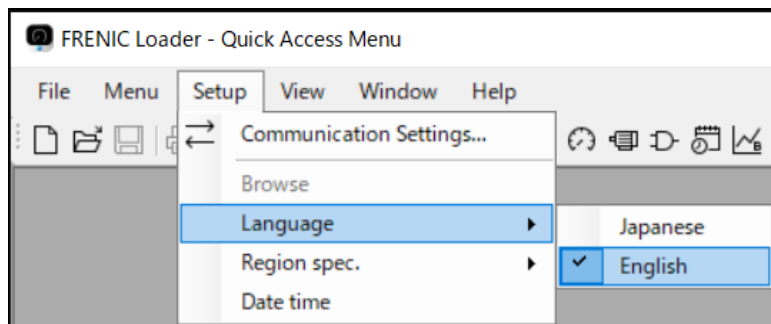 FRENIC Loader - Quick Access Menu
File Menu Setup View Window Help
Communication Settings...
Browse
Language
Japanese
Region spec.
English
Date time